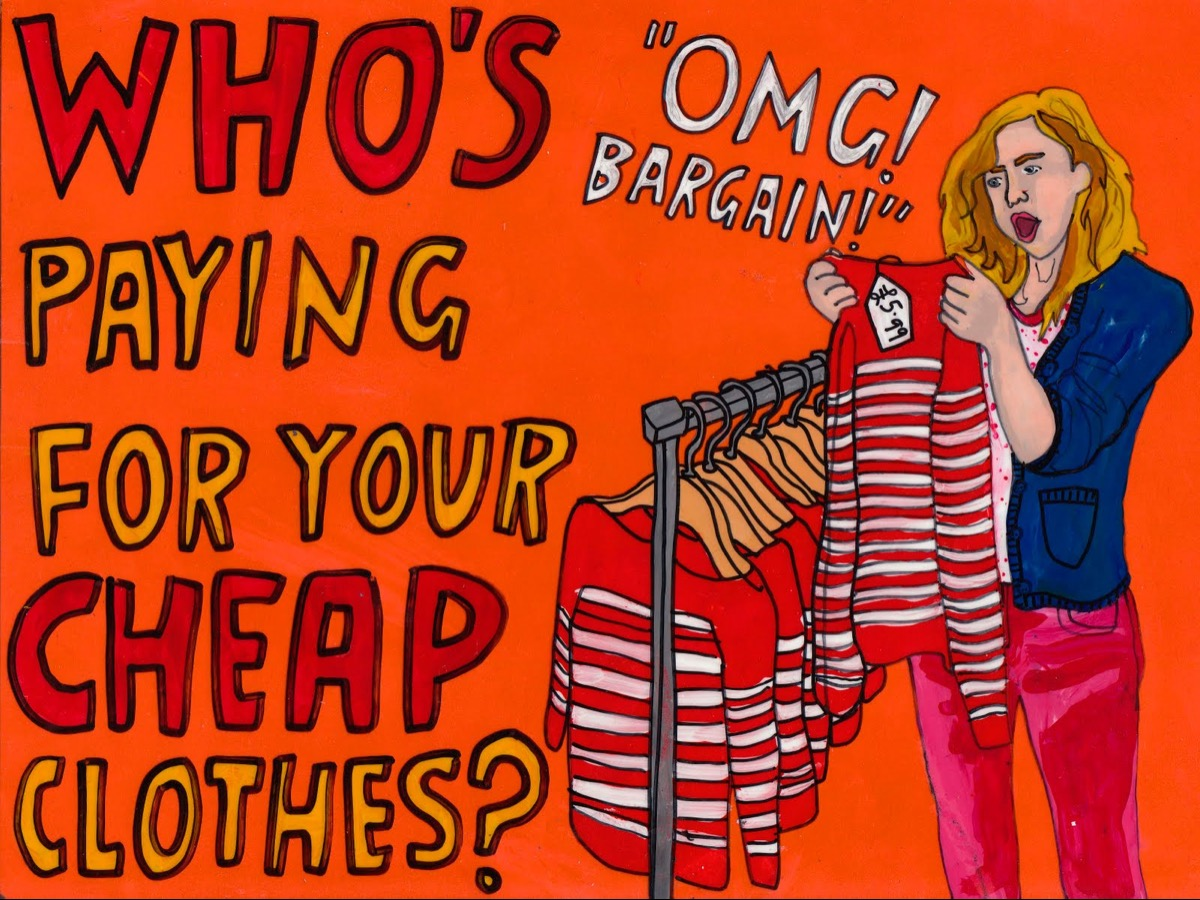 WHO'S
PAYING
FOR YOUR
CHEAP
CLOTHES?
"OMG!
BARGAIN!"
£5.99